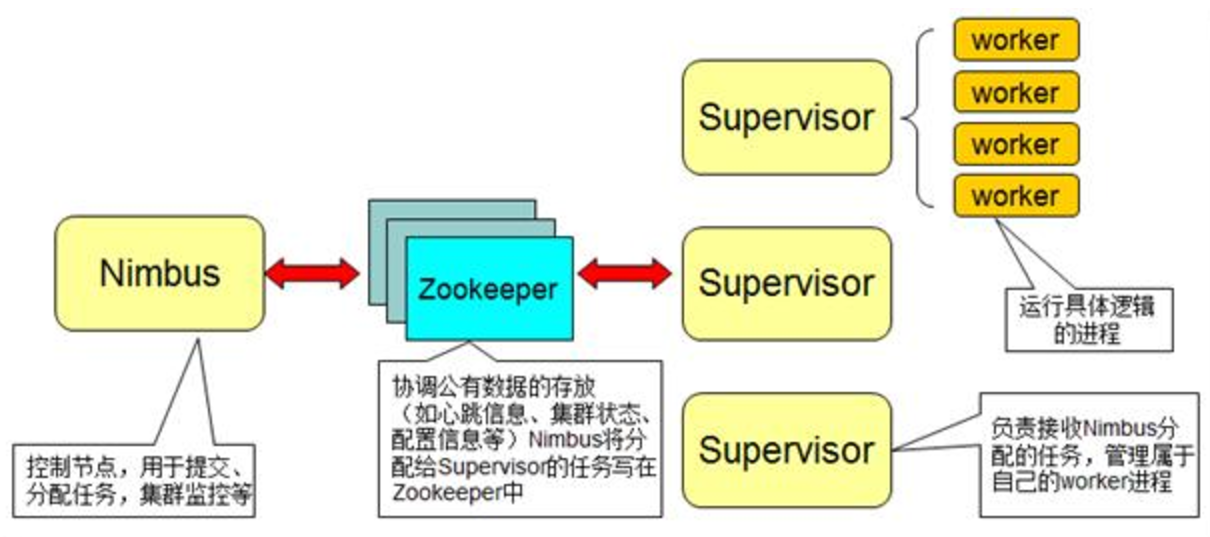 worker
worker
worker
worker
Supervisor
Nimbus
Zookeeper
Supervisor
运行具体逻辑
的进程
协调公有数据的存放
（如心跳信息、集群状态、
配置信息等）Nimbus将分
配给Supervisor的任务写在
Zookeeper中
控制节点，用于提交、
分配任务，集群监控等
Supervisor
负责接收Nimbus分
配的任务，管理属于
自己的worker进程